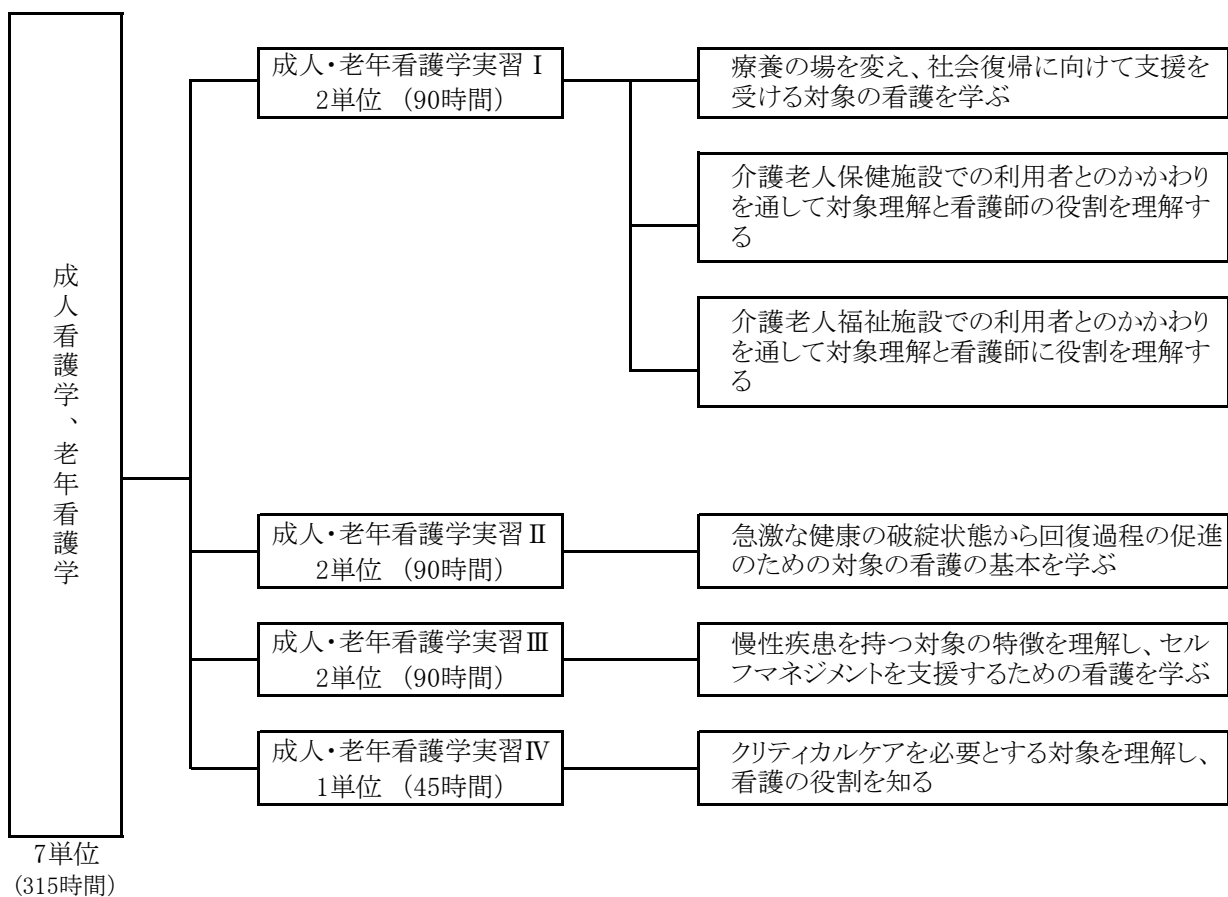 成人看護学、老年看護学
7単位
(315時間)
成人・老年看護学実習Ⅰ
2単位 (90時間)
療養の場を変え、社会復帰に向けて支援を
受ける対象の看護を学ぶ
介護老人保健施設での利用者とのかかわり
を通して対象理解と看護師の役割を理解す
る
介護老人福祉施設での利用者とのかかわり
を通して対象理解と看護師に役割を理解す
る
成人・老年看護学実習Ⅱ
2単位 (90時間)
急激な健康の破綻状態から回復過程の促進
のための対象の看護の基本を学ぶ
成人・老年看護学実習Ⅲ
2単位 (90時間)
慢性疾患を持つ対象の特徴を理解し、セル
フマネジメントを支援するための看護を学ぶ
成人・老年看護学実習Ⅳ
1単位 (45時間)
クリティカルケアを必要とする対象を理解し、
看護の役割を知る